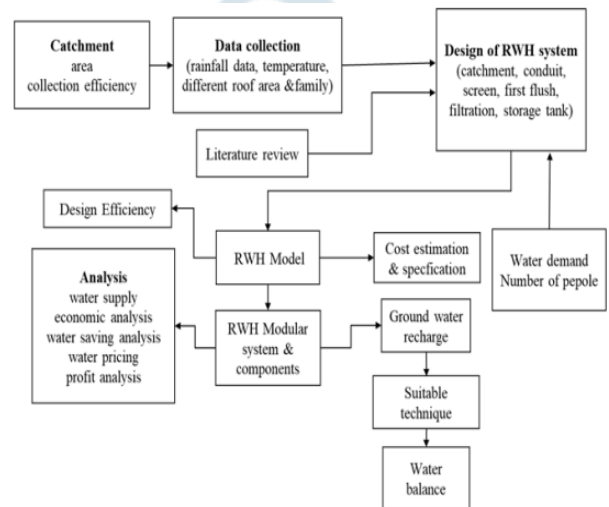 Catchment
area
collection efficiency
Data collection
(rainfall data, temperature,
different roof area &family)
Design of RWH system
(catchment, conduit,
screen, first flush,
filtration, storage tank)
Literature review
Design Efficiency
RWH Model
Cost estimation
& specfication
Water demand
Number of pepole
Analysis
water supply
economic analysis
water saving analysis
water pricing
profit analysis
RWH Modular
system &
components
Ground water
recharge
Suitable
technique
Water
balance